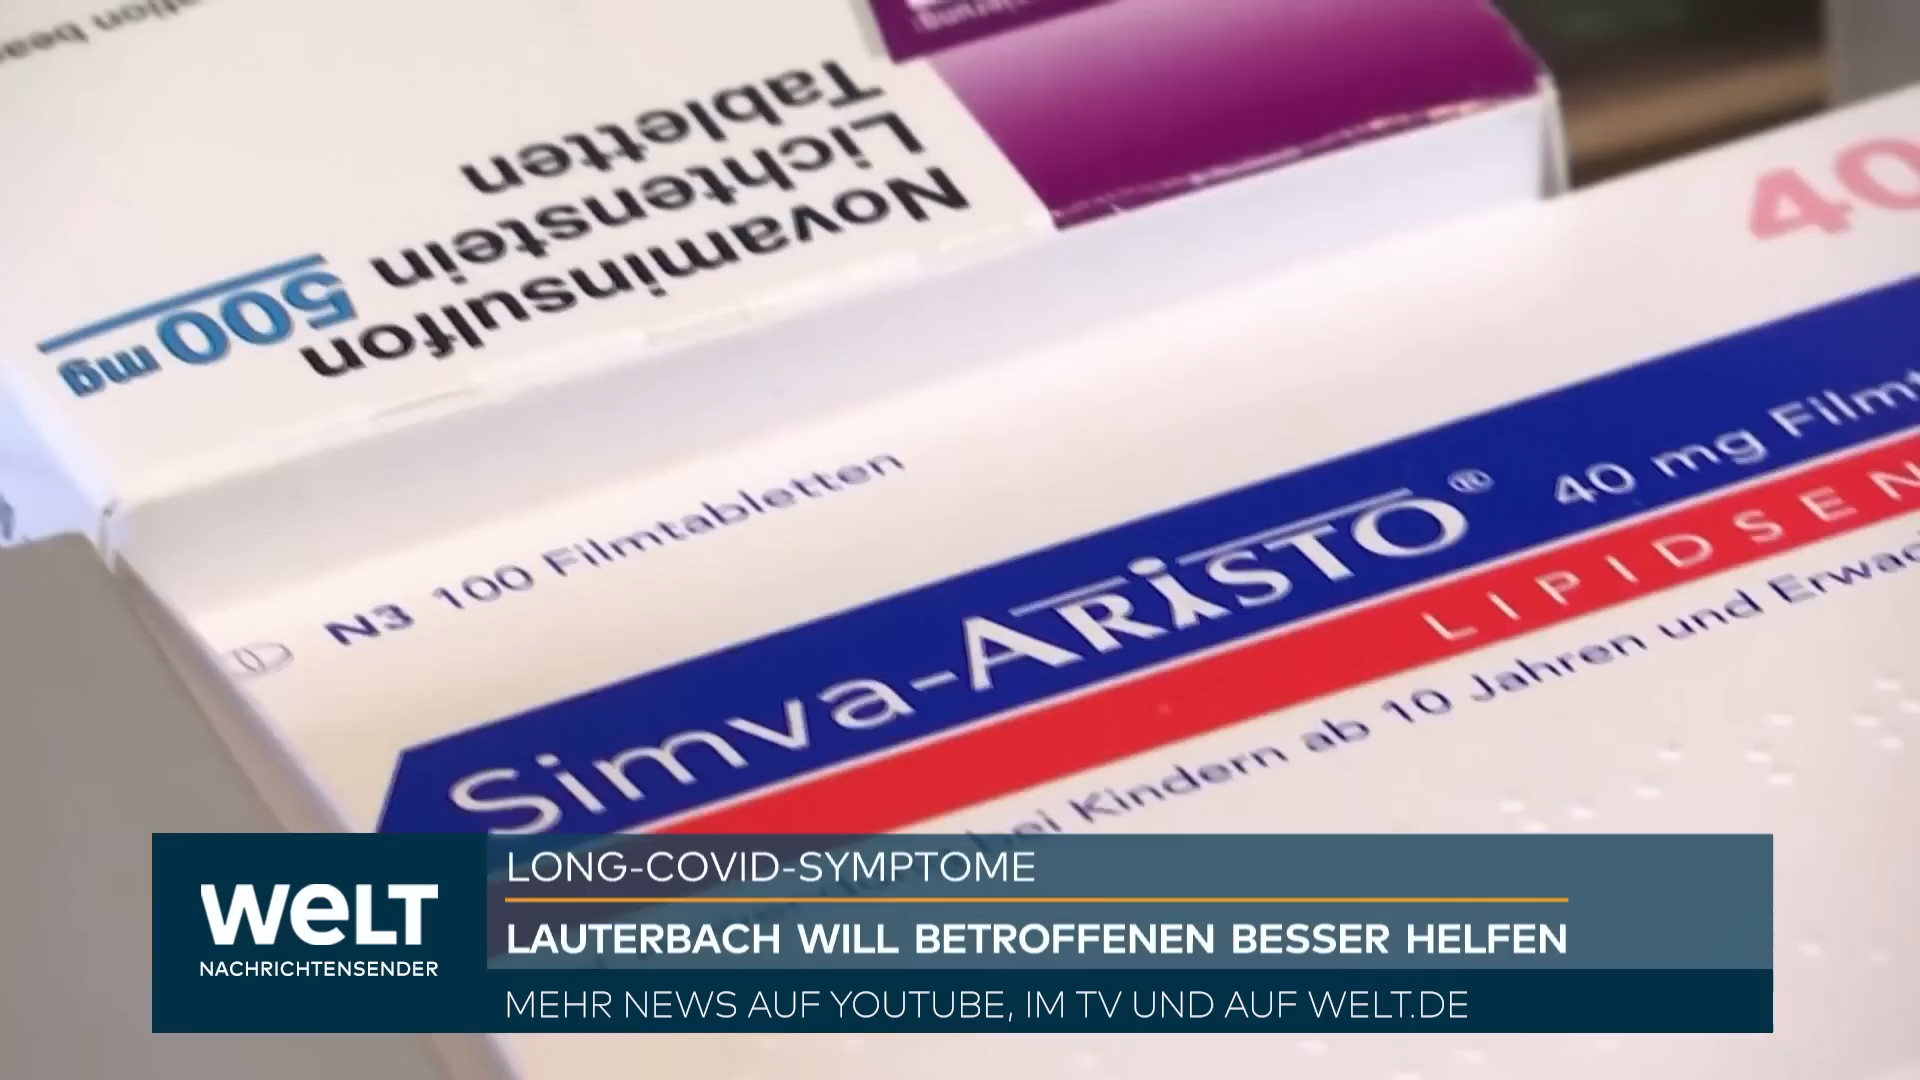 Novaminsulfon
Lichtenstein
Tabletten
500 mg
40
N3 100 Filmtabletten
Simva-ARISTO® 40 mg
LIPIDSEN
bei Kindern ab 10 Jahren und
WELT
NACHRICHTENSENDER
LONG-COVID-SYMPTOME
LAUTERBACH WILL BETROFFENEN BESSER HELFEN
MEHR NEWS AUF YOUTUBE, IM TV UND AUF WELT.DE